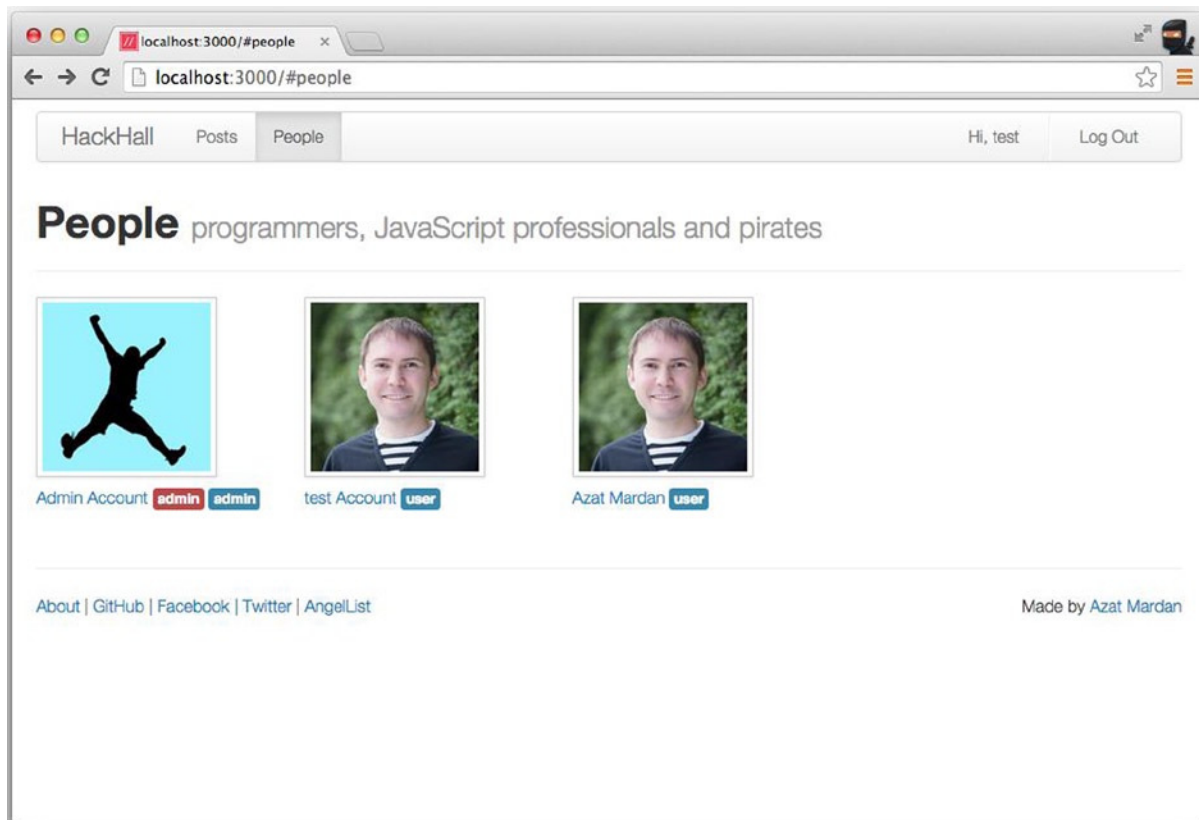 localhost:3000/#people
localhost:3000/#people
HackHall Posts People Hi, test Log Out
People programmers, JavaScript professionals and pirates
Admin Account admin admin
test Account user
Azat Mardan user
About | GitHub | Facebook | Twitter | AngelList
Made by Azat Mardan